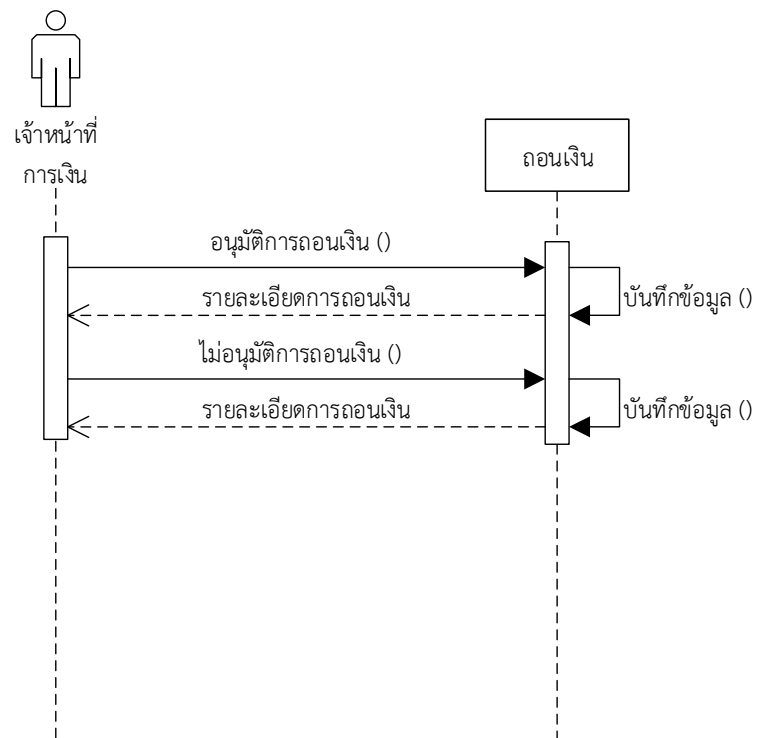 เจ้าหน้าที่
การเงิน
ถอนเงิน
อนุมัติการถอนเงิน ()
รายละเอียดการถอนเงิน
บันทึกข้อมูล ()
ไม่อนุมัติการถอนเงิน ()
รายละเอียดการถอนเงิน
บันทึกข้อมูล ()